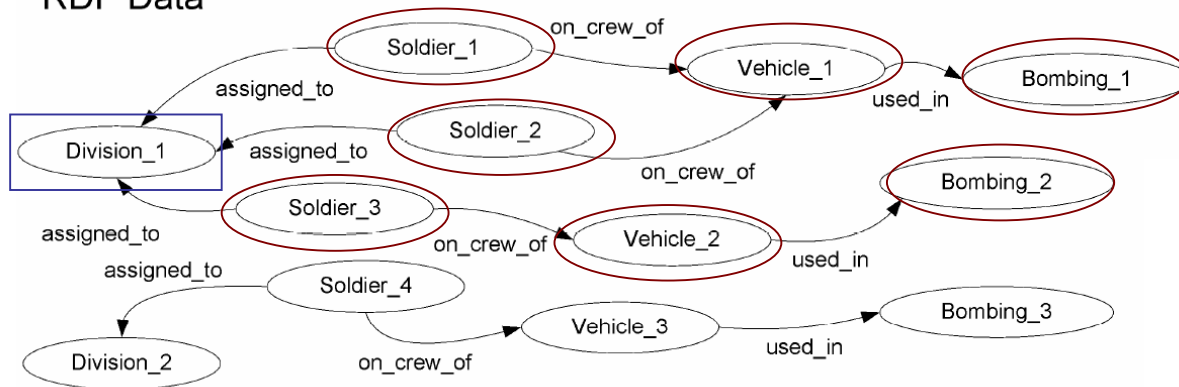 RDF Data
on_crew_of
Soldier_1
Vehicle_1
Bombing_1
assigned_to
used_in
Soldier_2
Division_1
assigned_to
on_crew_of
Bombing_2
Soldier_3
assigned_to
on_crew_of
Vehicle_2
used_in
assigned_to
Soldier_4
Bombing_3
Vehicle_3
Division_2
on_crew_of
used_in